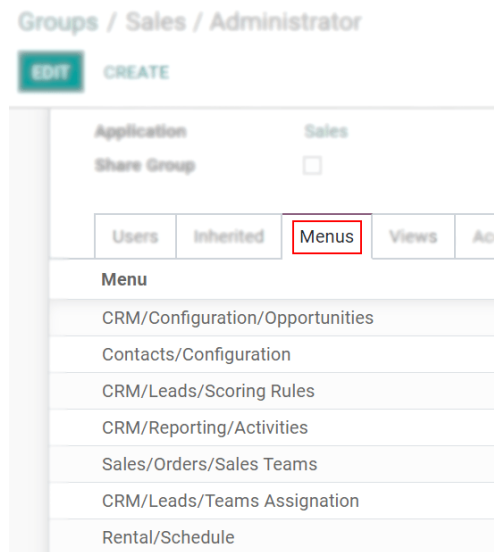 Groups / Sales / Administrator
EDIT CREATE
Application Sales
Share Group
Users Inherited Menus Views Ac
Menu
CRM/Configuration/Opportunities
Contacts/Configuration
CRM/Leads/Scoring Rules
CRM/Reporting/Activities
Sales/Orders/Sales Teams
CRM/Leads/Teams Assignation
Rental/Schedule